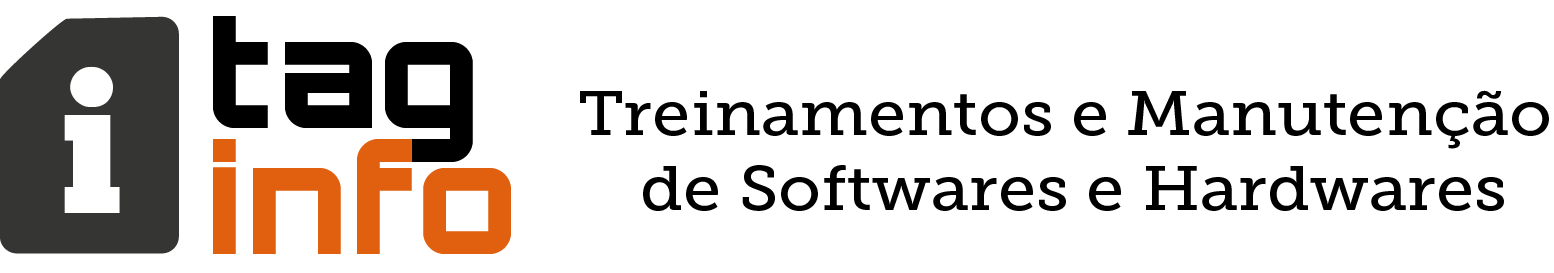 i
tag
info
Treinamentos e Manutenção
de Softwares e Hardwares